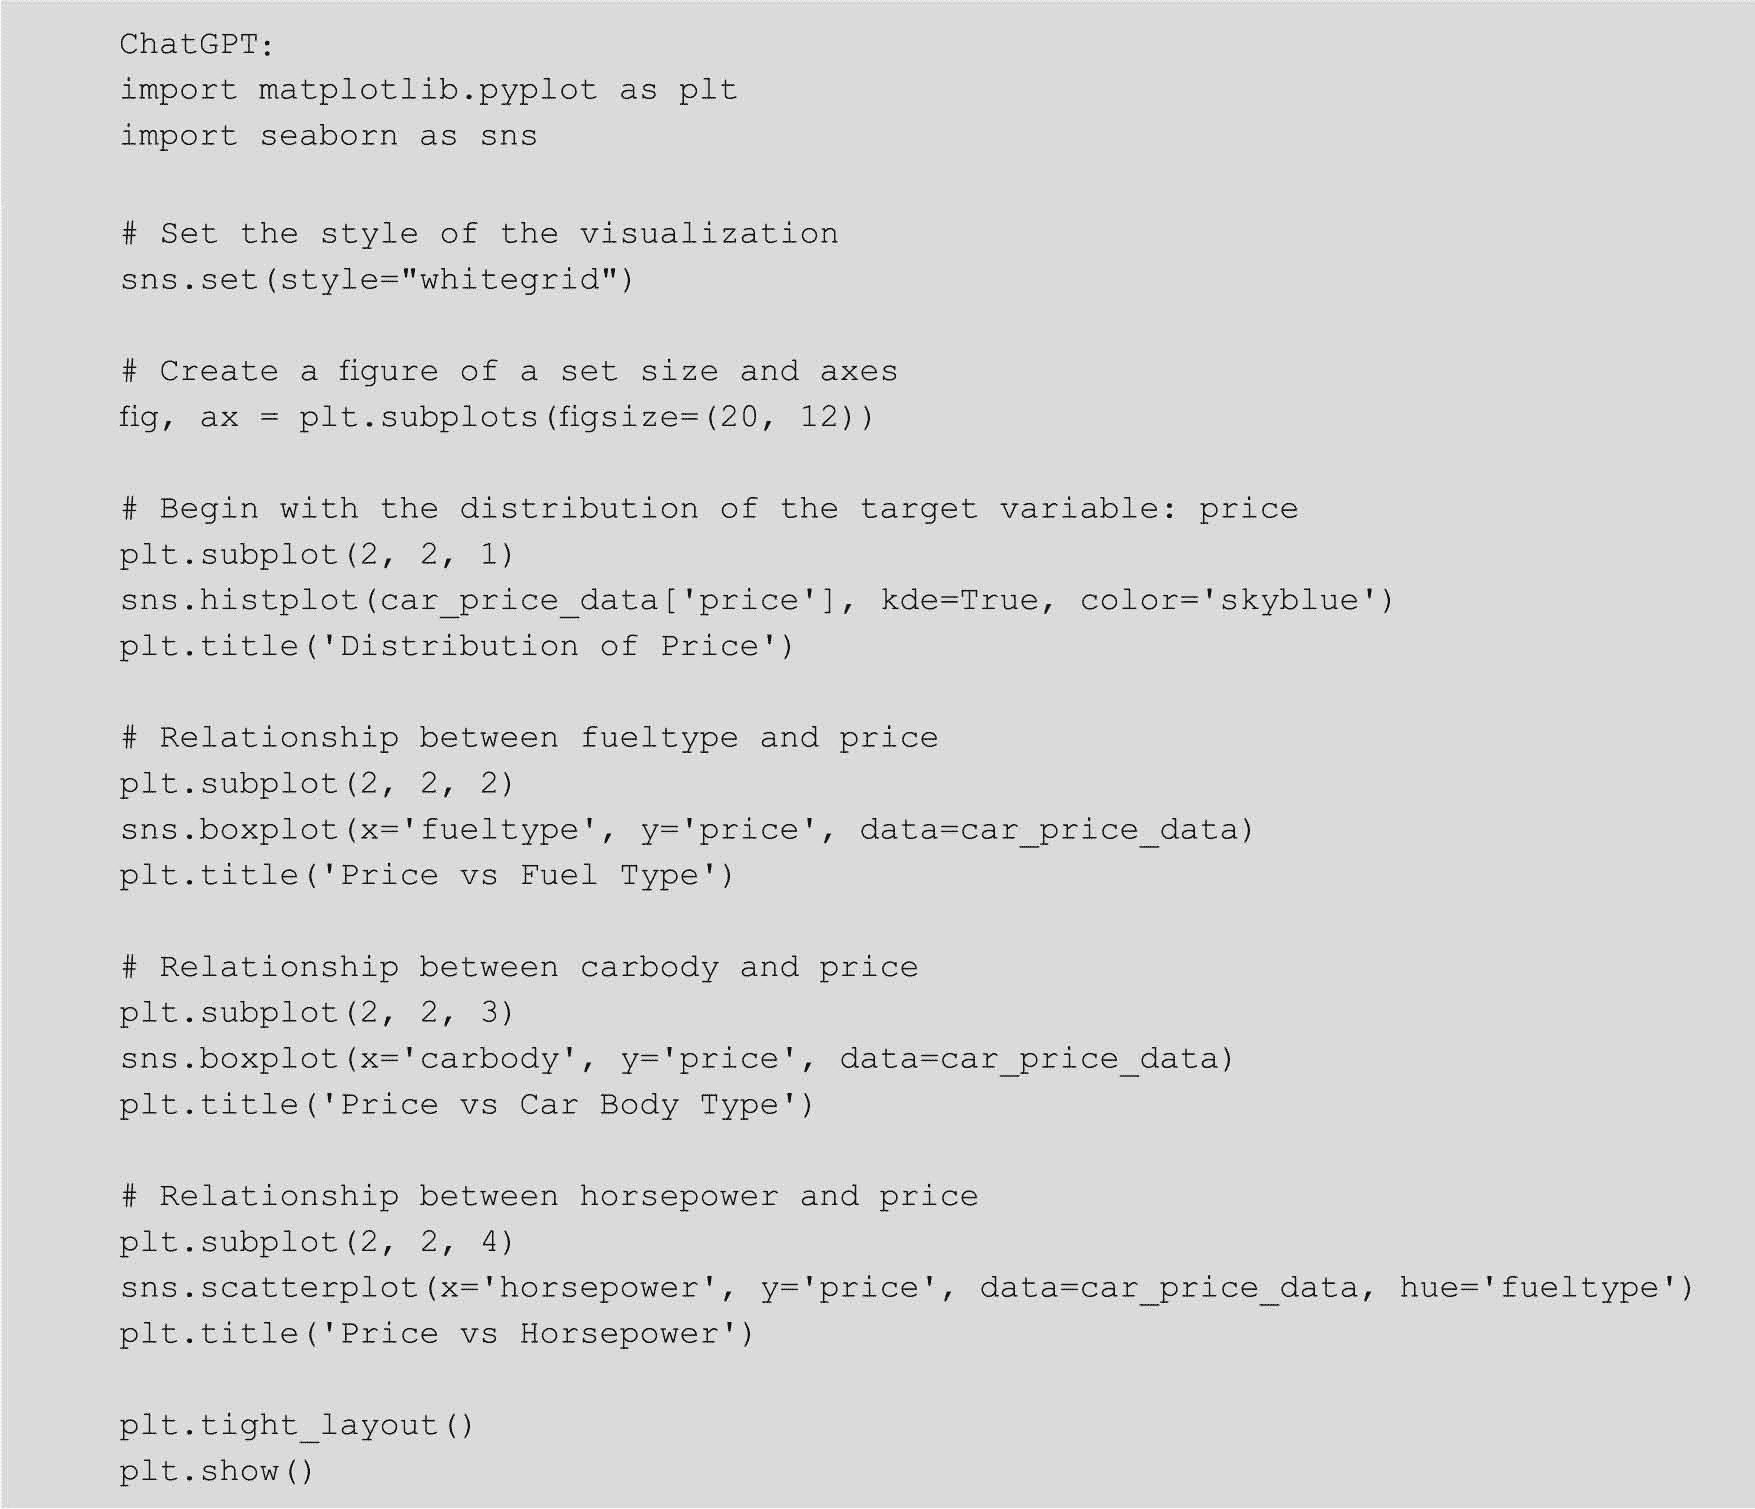 ChatGPT:
import matplotlib.pyplot as plt
import seaborn as sns
# Set the style of the visualization
sns.set(style="whitegrid")
# Create a figure of a set size and axes
fig, ax = plt.subplots(figsize=(20, 12))
# Begin with the distribution of the target variable: price
plt.subplot(2, 2, 1)
sns.histplot(car_price_data['price'], kde=True, color='skyblue')
plt.title('Distribution of Price')
# Relationship between fueltype and price
plt.subplot(2, 2, 2)
sns.boxplot(x='fueltype', y='price', data=car_price_data)
plt.title('Price vs Fuel Type')
# Relationship between carbody and price
plt.subplot(2, 2, 3)
sns.boxplot(x='carbody', y='price', data=car_price_data)
plt.title('Price vs Car Body Type')
# Relationship between horsepower and price
plt.subplot(2, 2, 4)
sns.scatterplot(x='horsepower', y='price', data=car_price_data, hue='fueltype')
plt.title('Price vs Horsepower')
plt.tight_layout()
plt.show()